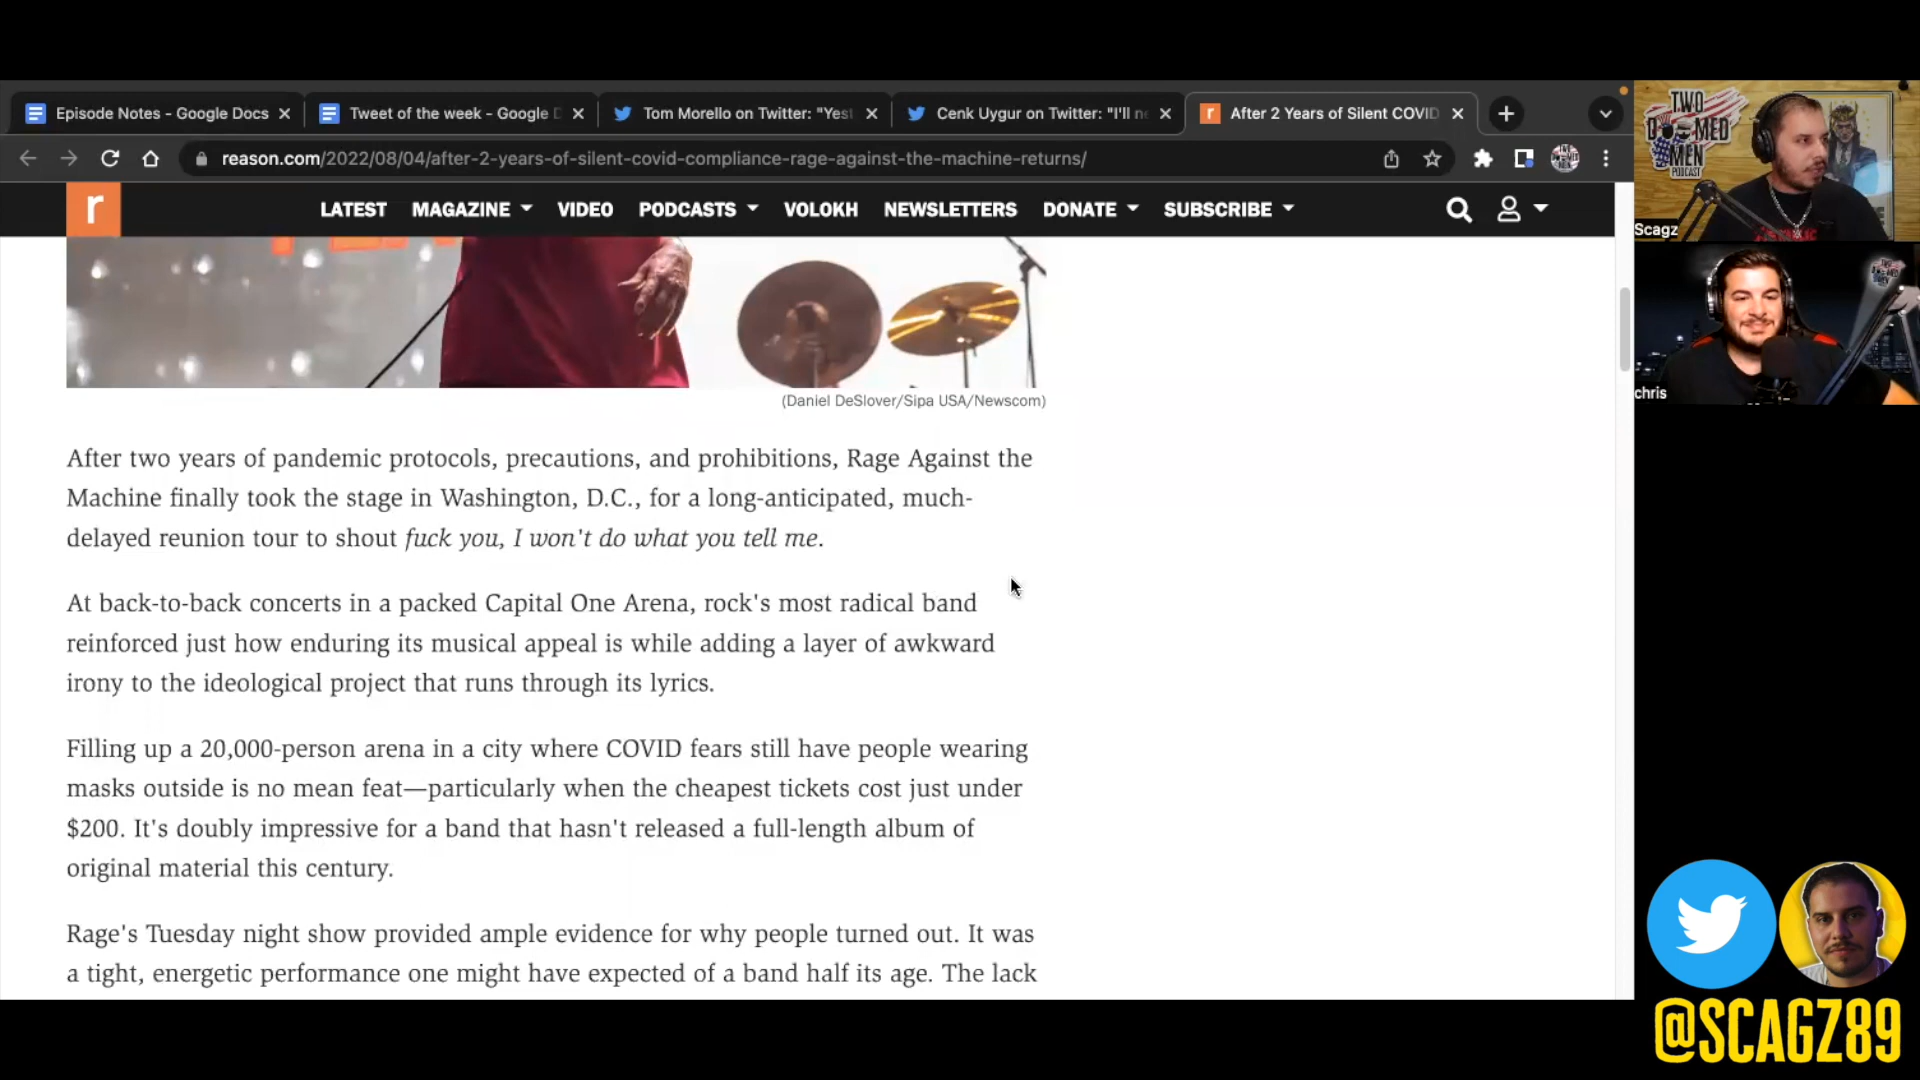 Episode Notes - Google Docs
Tweet of the week - Google D
Tom Morello on Twitter: "Yest
Cenk Uygur on Twitter: "I'll ne
After 2 Years of Silent COVID
reason.com/2022/08/04/after-2-years-of-silent-covid-compliance-rage-against-the-machine-returns/
r
LATEST MAGAZINE VIDEO PODCASTS VOLOKH NEWSLETTERS DONATE SUBSCRIBE
(Daniel DeSlover/Sipa USA/Newscom)
After two years of pandemic protocols, precautions, and prohibitions, Rage Against the
Machine finally took the stage in Washington, D.C., for a long-anticipated, much-
delayed reunion tour to shout fuck you, I won't do what you tell me.
At back-to-back concerts in a packed Capital One Arena, rock's most radical band
reinforced just how enduring its musical appeal is while adding a layer of awkward
irony to the ideological project that runs through its lyrics.
Filling up a 20,000-person arena in a city where COVID fears still have people wearing
masks outside is no mean feat—particularly when the cheapest tickets cost just under
$200. It's doubly impressive for a band that hasn't released a full-length album of
original material this century.
Rage's Tuesday night show provided ample evidence for why people turned out. It was
a tight, energetic performance one might have expected of a band half its age. The lack
TWO
MEN
PODCAST
Scagz
chris
@SCAGZ89